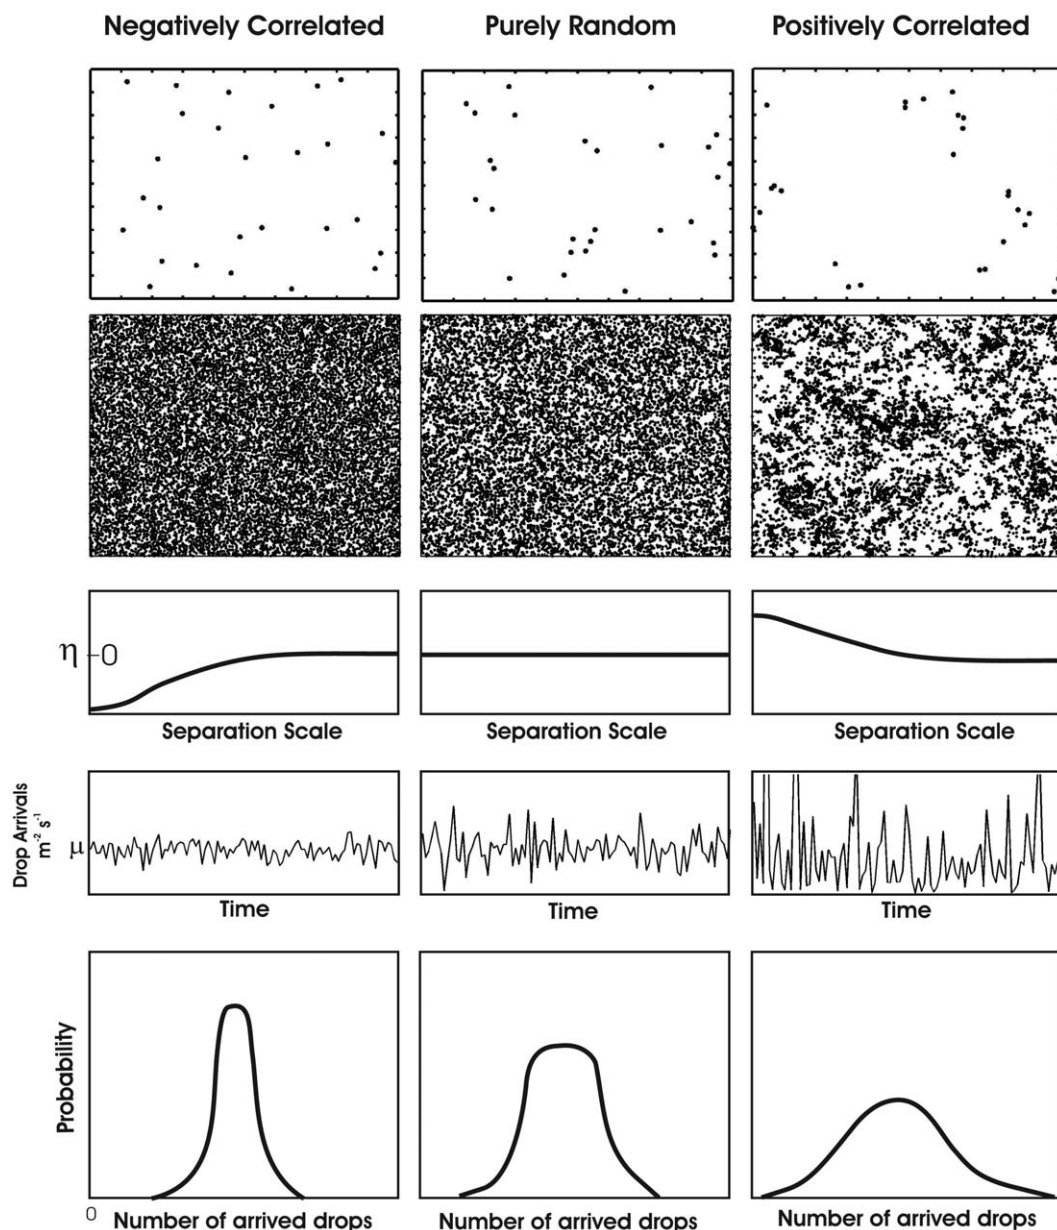 Negatively Correlated Purely Random Positively Correlated
η 0
Separation Scale Separation Scale Separation Scale
Drop Arrivals
m⁻² s⁻¹
μ
Time Time Time
Probability
0
Number of arrived drops Number of arrived drops Number of arrived drops